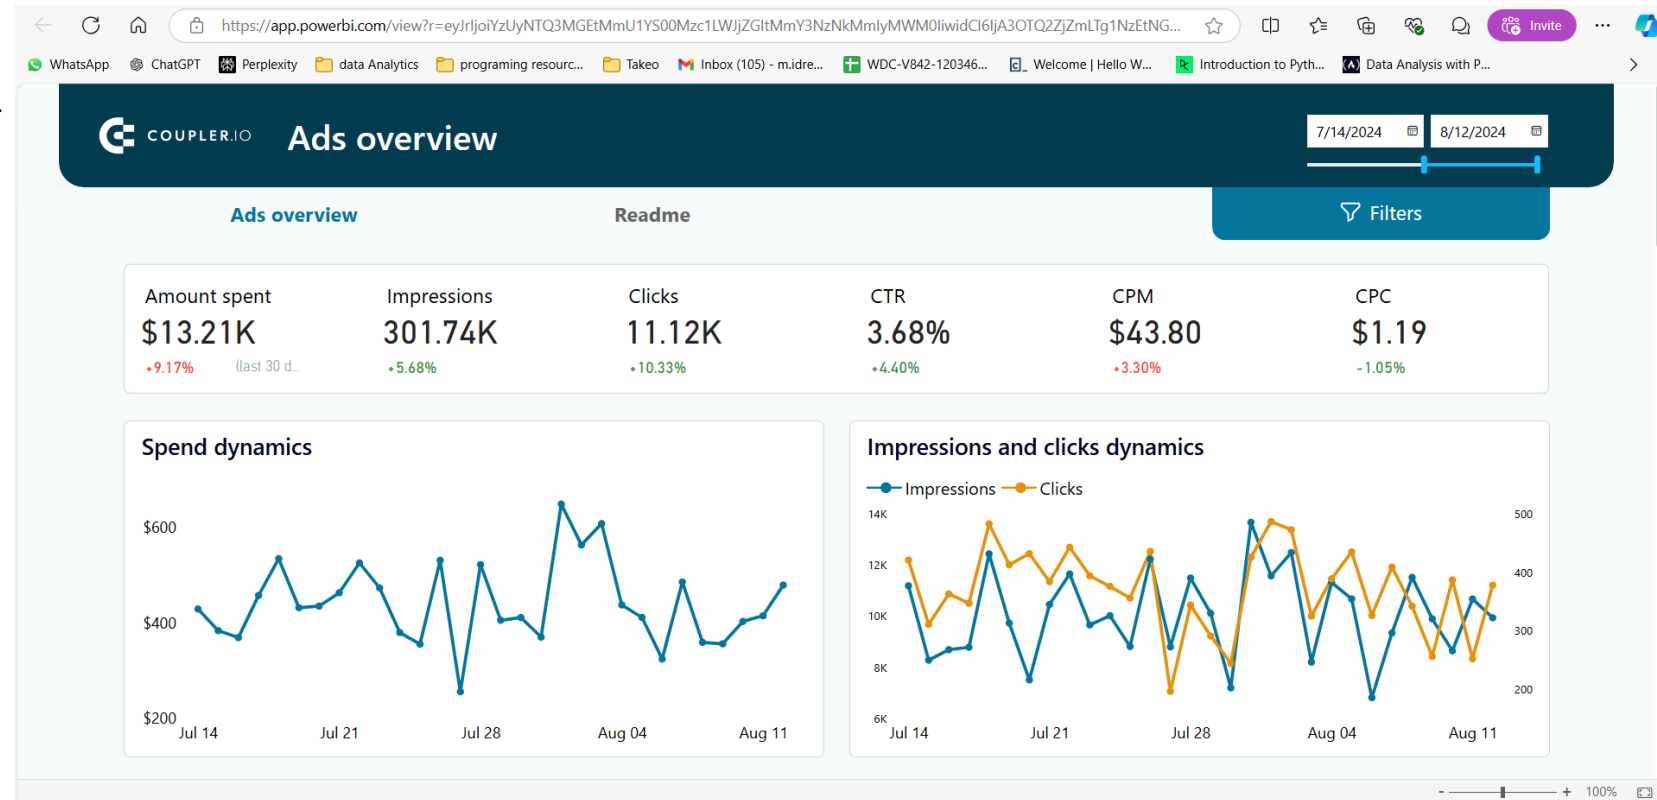 https://app.powerbi.com/view?r=eyJrIjoiYzUyNTQ3MGEtMmU1YS00Mzc1LWJjZGItMmY3NzNkMmIyMWM0IiwidCI6IjA3OTQ2ZjZmLTg1NzEtNG...
Invite
WhatsApp ChatGPT Perplexity data Analytics programing resourc... Takeo Inbox (105) - m.idre... WDC-V842-120346... Welcome | Hello W... Introduction to Pyth... Data Analysis with P...
COUPLER.IO Ads overview 7/14/2024 8/12/2024
Ads overview Readme Filters
Amount spent Impressions Clicks CTR CPM CPC
$13.21K 301.74K 11.12K 3.68% $43.80 $1.19
+9.17% (last 30 d... +5.68% +10.33% +4.40% +3.30% -1.05%
Spend dynamics
$600
$400
$200
Jul 14 Jul 21 Jul 28 Aug 04 Aug 11
Impressions and clicks dynamics
Impressions Clicks
14K 500
12K 400
10K 300
8K 200
6K
Jul 14 Jul 21 Jul 28 Aug 04 Aug 11
- + 100%